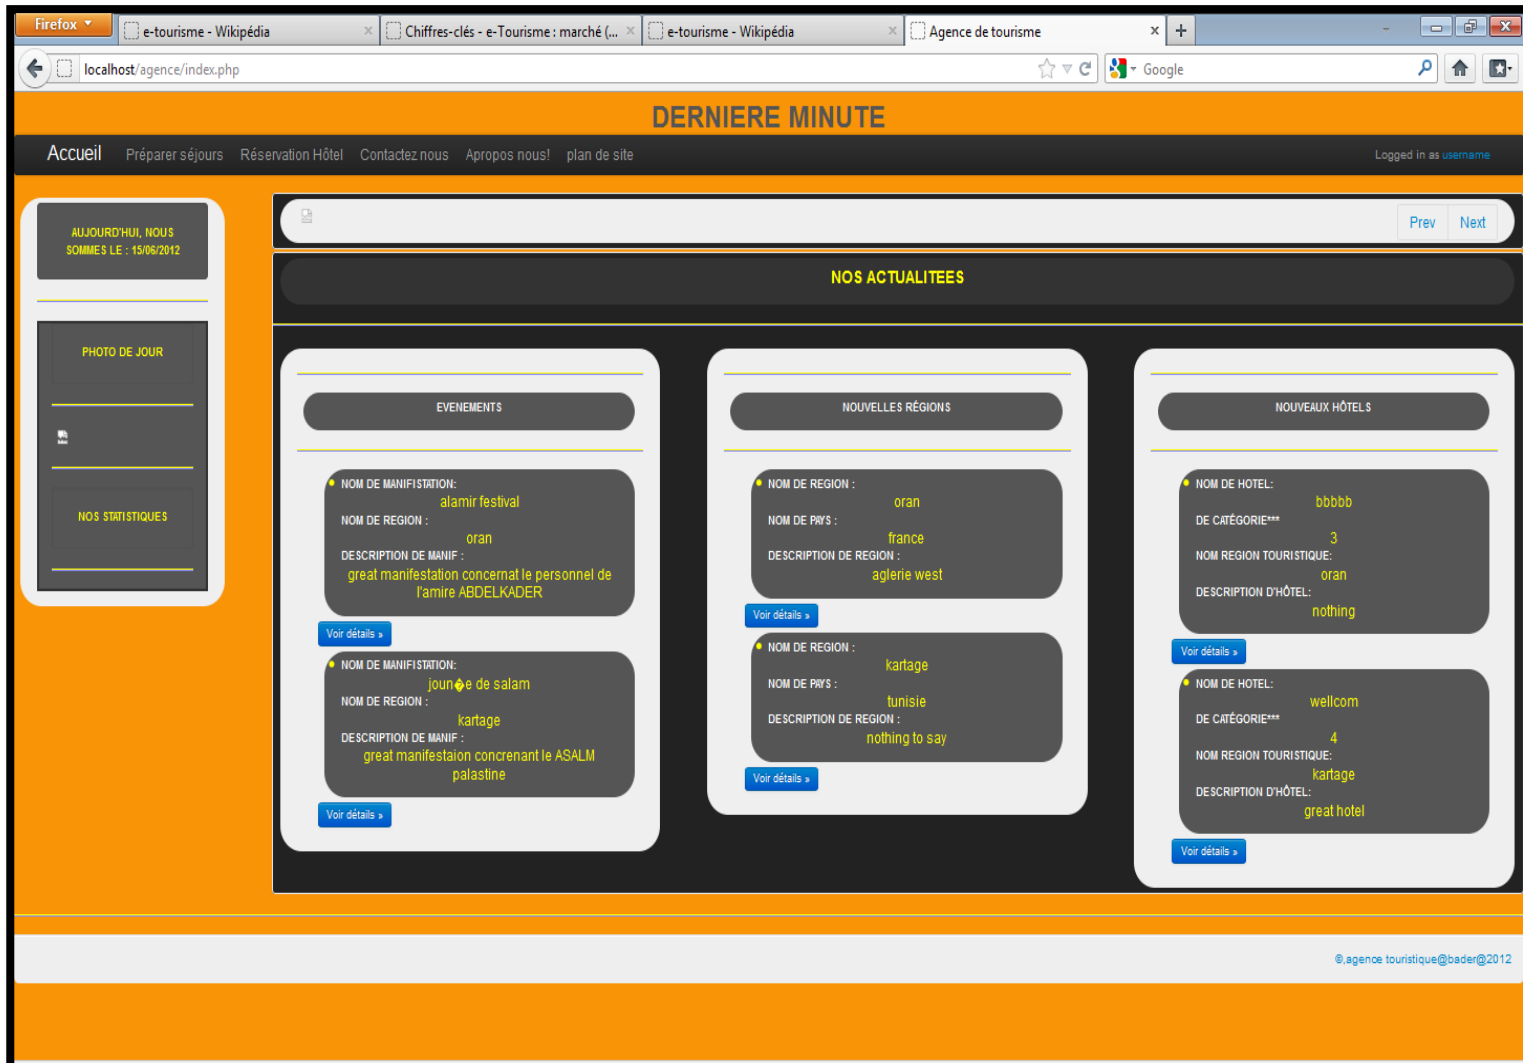 Firefox
e-tourisme - Wikipédia
Chiffres-clés - e-Tourisme : marché (...
e-tourisme - Wikipédia
Agence de tourisme
localhost/agence/index.php
Google
DERNIERE MINUTE
Accueil Préparer séjours Réservation Hôtel Contactez nous Apropos nous! plan de site
Logged in as username
AUJOURD'HUI, NOUS
SOMMES LE : 15/06/2012
PHOTO DE JOUR
NOS STATISTIQUES
Prev Next
NOS ACTUALITEES
EVENEMENTS
NOM DE MANIFISTATION:
alamir festival
NOM DE REGION :
oran
DESCRIPTION DE MANIF :
great manifestation concernat le personnel de
l'amire ABDELKADER
Voir détails »
NOM DE MANIFISTATION:
joun�e de salam
NOM DE REGION :
kartage
DESCRIPTION DE MANIF :
great manifestaion concrenant le ASALM
palastine
Voir détails »
NOUVELLES RÉGIONS
NOM DE REGION :
oran
NOM DE PAYS :
france
DESCRIPTION DE REGION :
aglerie west
Voir détails »
NOM DE REGION :
kartage
NOM DE PAYS :
tunisie
DESCRIPTION DE REGION :
nothing to say
Voir détails »
NOUVEAUX HÔTELS
NOM DE HOTEL:
bbbbb
DE CATÉGORIE***
3
NOM REGION TOURISTIQUE:
oran
DESCRIPTION D'HÔTEL:
nothing
Voir détails »
NOM DE HOTEL:
wellcom
DE CATÉGORIE***
4
NOM REGION TOURISTIQUE:
kartage
DESCRIPTION D'HÔTEL:
great hotel
Voir détails »
©,agence touristique@bader@2012